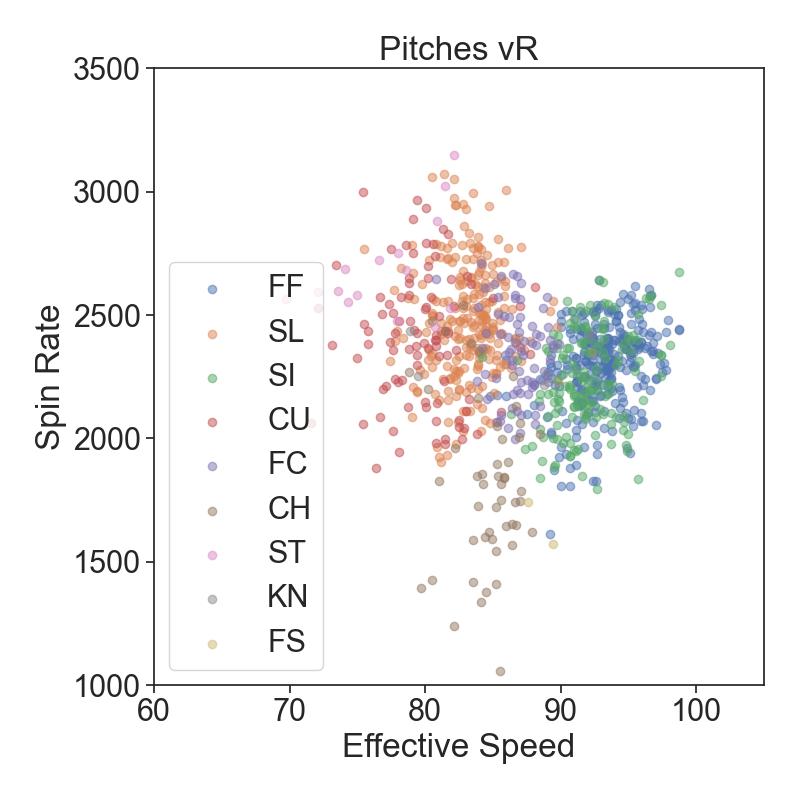 Pitches vR
3500
3000
2500
2000
1500
1000
Spin Rate
FF
SL
SI
CU
FC
CH
ST
KN
FS
60 70 80 90 100
Effective Speed